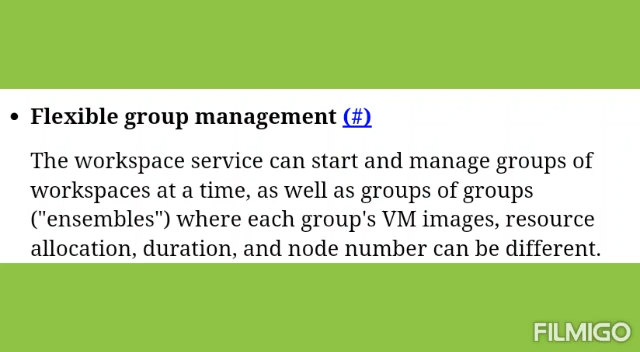 • Flexible group management (#)
The workspace service can start and manage groups of
workspaces at a time, as well as groups of groups
("ensembles") where each group's VM images, resource
allocation, duration, and node number can be different.
FILMIGO